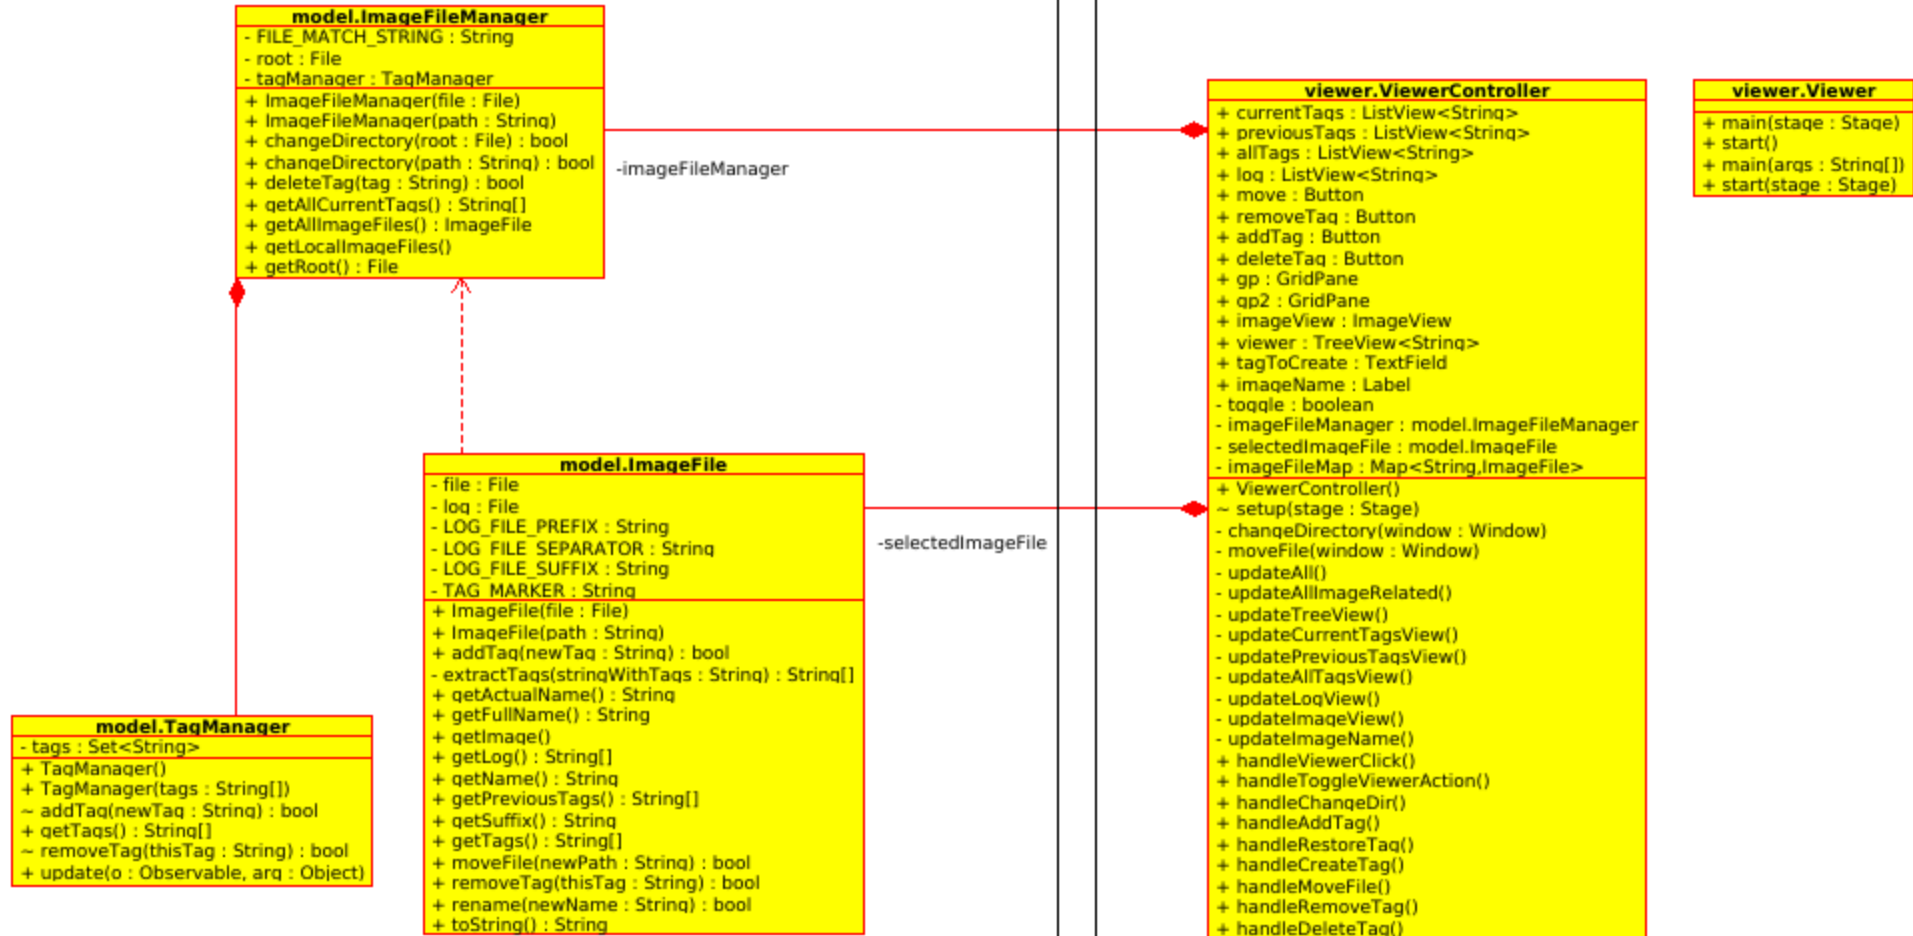 model.ImageFileManager
- FILE_MATCH_STRING : String
- root : File
- tagManager : TagManager
+ ImageFileManager(file : File)
+ ImageFileManager(path : String)
+ changeDirectory(root : File) : bool
+ changeDirectory(path : String) : bool
+ deleteTag(tag : String) : bool
+ getAllCurrentTags() : String[]
+ getAllImageFiles() : ImageFile
+ getLocalImageFiles()
+ getRoot() : File
-imageFileManager
model.ImageFile
- file : File
- log : File
- LOG_FILE_PREFIX : String
- LOG_FILE_SEPARATOR : String
- LOG_FILE_SUFFIX : String
- TAG_MARKER : String
+ ImageFile(file : File)
+ ImageFile(path : String)
+ addTag(newTag : String) : bool
- extractTags(stringWithTags : String) : String[]
+ getActualName() : String
+ getFullName() : String
+ getImage()
+ getLog() : String[]
+ getName() : String
+ getPreviousTags() : String[]
+ getSuffix() : String
+ getTags() : String[]
+ moveFile(newPath : String) : bool
+ removeTag(thisTag : String) : bool
+ rename(newName : String) : bool
+ toString() : String
-selectedImageFile
model.TagManager
- tags : Set<String>
+ TagManager()
+ TagManager(tags : String[])
~ addTag(newTag : String) : bool
+ getTags() : String[]
~ removeTag(thisTag : String) : bool
+ update(o : Observable, arg : Object)
viewer.ViewerController
+ currentTags : ListView<String>
+ previousTags : ListView<String>
+ allTags : ListView<String>
+ log : ListView<String>
+ move : Button
+ removeTag : Button
+ addTag : Button
+ deleteTag : Button
+ gp : GridPane
+ gp2 : GridPane
+ imageView : ImageView
+ viewer : TreeView<String>
+ tagToCreate : TextField
+ imageName : Label
- toggle : boolean
- imageFileManager : model.ImageFileManager
- selectedImageFile : model.ImageFile
- imageFileMap : Map<String,ImageFile>
+ ViewerController()
~ setup(stage : Stage)
- changeDirectory(window : Window)
- moveFile(window : Window)
- updateAll()
- updateAllImageRelated()
- updateTreeView()
- updateCurrentTagsView()
- updatePreviousTagsView()
- updateAllTagsView()
- updateLogView()
- updateImageView()
- updateImageName()
+ handleViewerClick()
+ handleToggleViewerAction()
+ handleChangeDir()
+ handleAddTag()
+ handleRestoreTag()
+ handleCreateTag()
+ handleMoveFile()
+ handleRemoveTag()
+ handleDeleteTag()
viewer.Viewer
+ main(stage : Stage)
+ start()
+ main(args : String[])
+ start(stage : Stage)